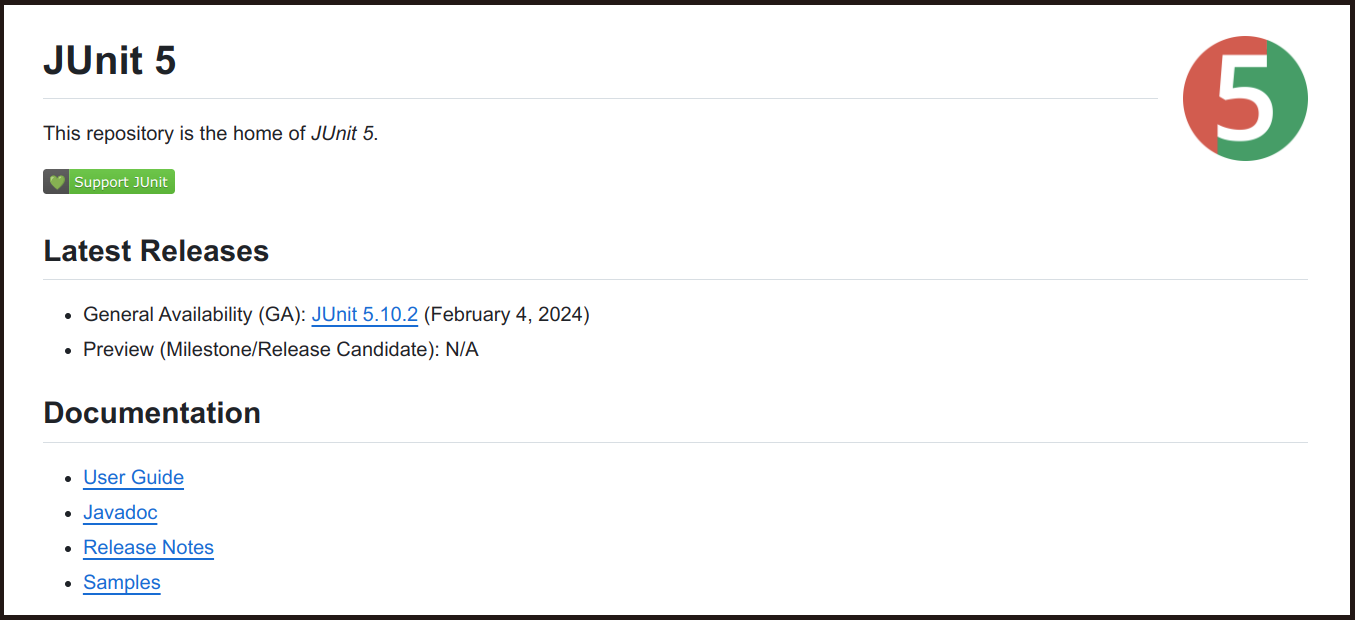 JUnit 5
5
This repository is the home of JUnit 5.
Support JUnit
Latest Releases
General Availability (GA): JUnit 5.10.2 (February 4, 2024)
Preview (Milestone/Release Candidate): N/A
Documentation
User Guide
Javadoc
Release Notes
Samples